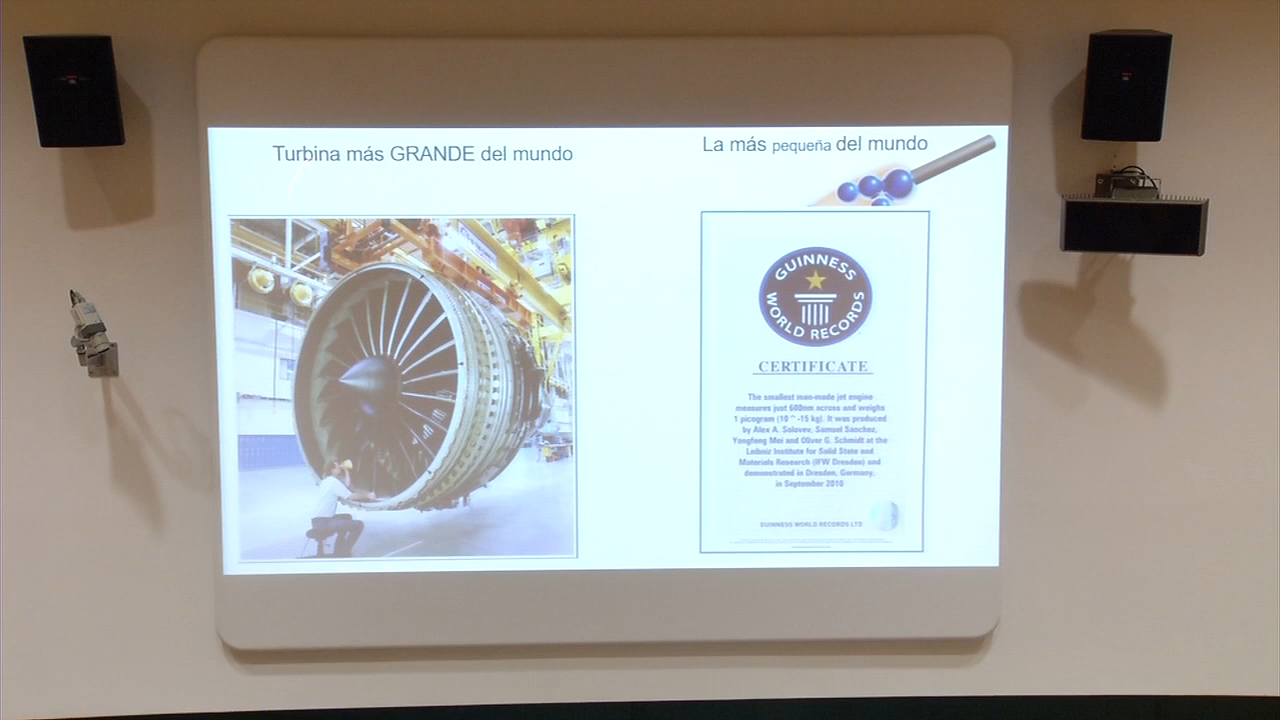 Turbina más GRANDE del mundo
La más pequeña del mundo
GUINNESS
WORLD RECORDS
CERTIFICATE
The smallest man-made jet engine
measures just 600nm across and weighs
1 picogram (10 ^ -15 kg). It was produced
by Alex A. Solovev, Samuel Sanchez,
Yongfeng Mei and Oliver G. Schmidt at the
Leibniz Institute for Solid State and
Materials Research (IFW Dresden) and
demonstrated in Dresden, Germany,
in September 2010
GUINNESS WORLD RECORDS LTD